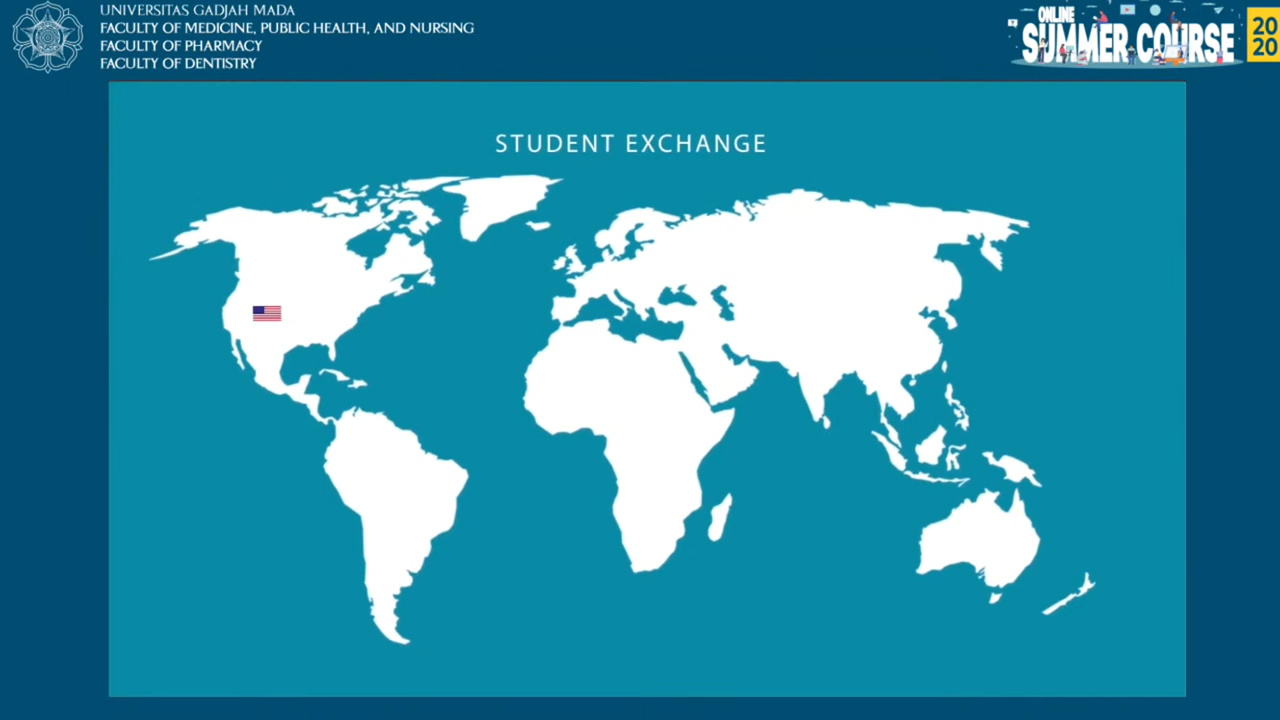 UNIVERSITAS GADJAH MADA
FACULTY OF MEDICINE, PUBLIC HEALTH, AND NURSING
FACULTY OF PHARMACY
FACULTY OF DENTISTRY
ONLINE
SUMMER COURSE
20
20
STUDENT EXCHANGE